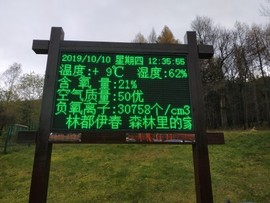 2019/10/10 星期四 12:35:55
温度:+ 9℃ 湿度:62%
含 氧 量:21%
空气质量:50优
负氧离子:30758个/cm3
林都伊春 森林里的家